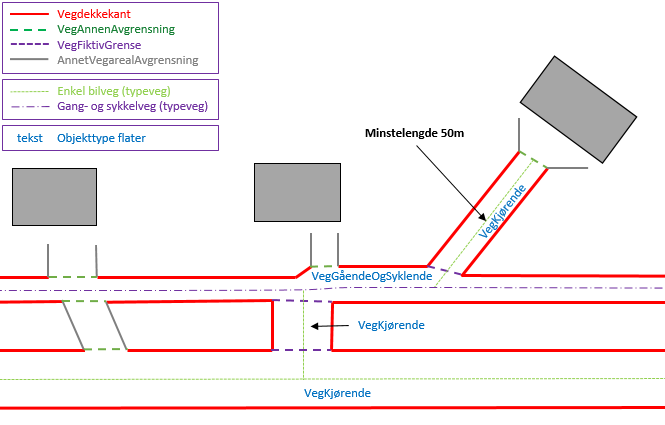 Vegdekkekant
VegAnnenAvgrensning
VegFiktivGrense
AnnetVegarealAvgrensning
Enkel bilveg (typeveg)
Gang- og sykkelveg (typeveg)
tekst Objekttype flater
Minstelengde 50m
VegKjørende
VegGåendeOgSyklende
VegKjørende
VegKjørende